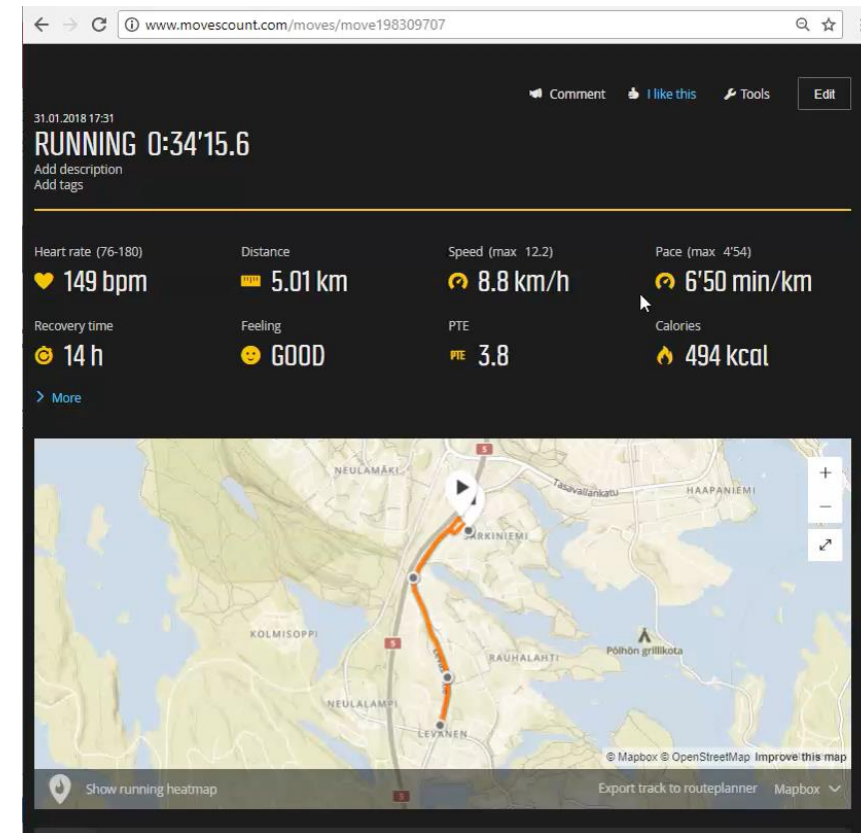 www.movescount.com/moves/move198309707
Comment I like this Tools Edit
31.01.2018 17:31
RUNNING 0:34'15.6
Add description
Add tags
Heart rate (76-180) Distance Speed (max 12.2) Pace (max 4'54)
149 bpm 5.01 km 8.8 km/h 6'50 min/km
Recovery time Feeling PTE Calories
14 h GOOD PTE 3.8 494 kcal
> More
5
NEULAMÄKI
Tasavallankatu
HAAPANIEMI
+
−
KOLMISOPPI
5
RAUHALAHTI
Pölhön grillikota
NEULALAMPI
LEVÄNEN
© Mapbox © OpenStreetMap Improve this map
Show running heatmap 5 Export track to routeplanner Mapbox